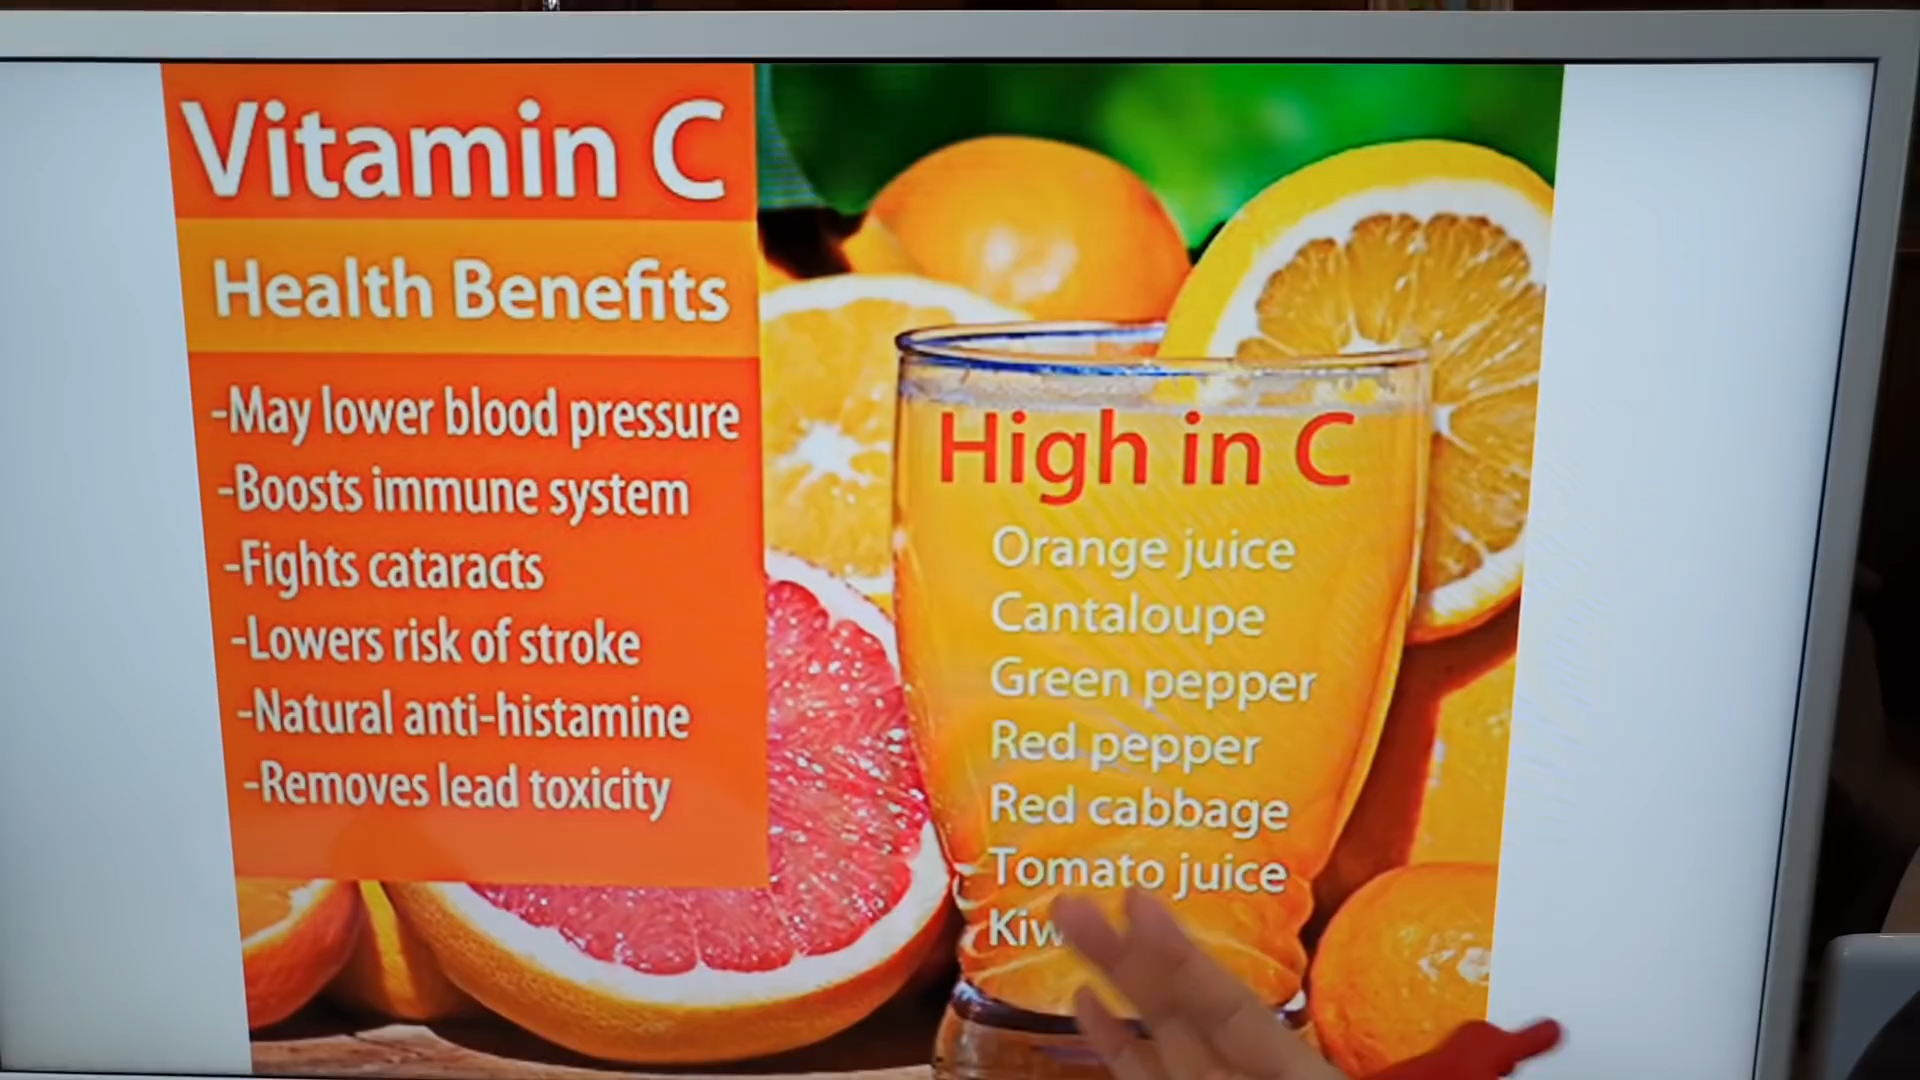 Vitamin C
Health Benefits
-May lower blood pressure
-Boosts immune system
-Fights cataracts
-Lowers risk of stroke
-Natural anti-histamine
-Removes lead toxicity
High in C
Orange juice
Cantaloupe
Green pepper
Red pepper
Red cabbage
Tomato juice